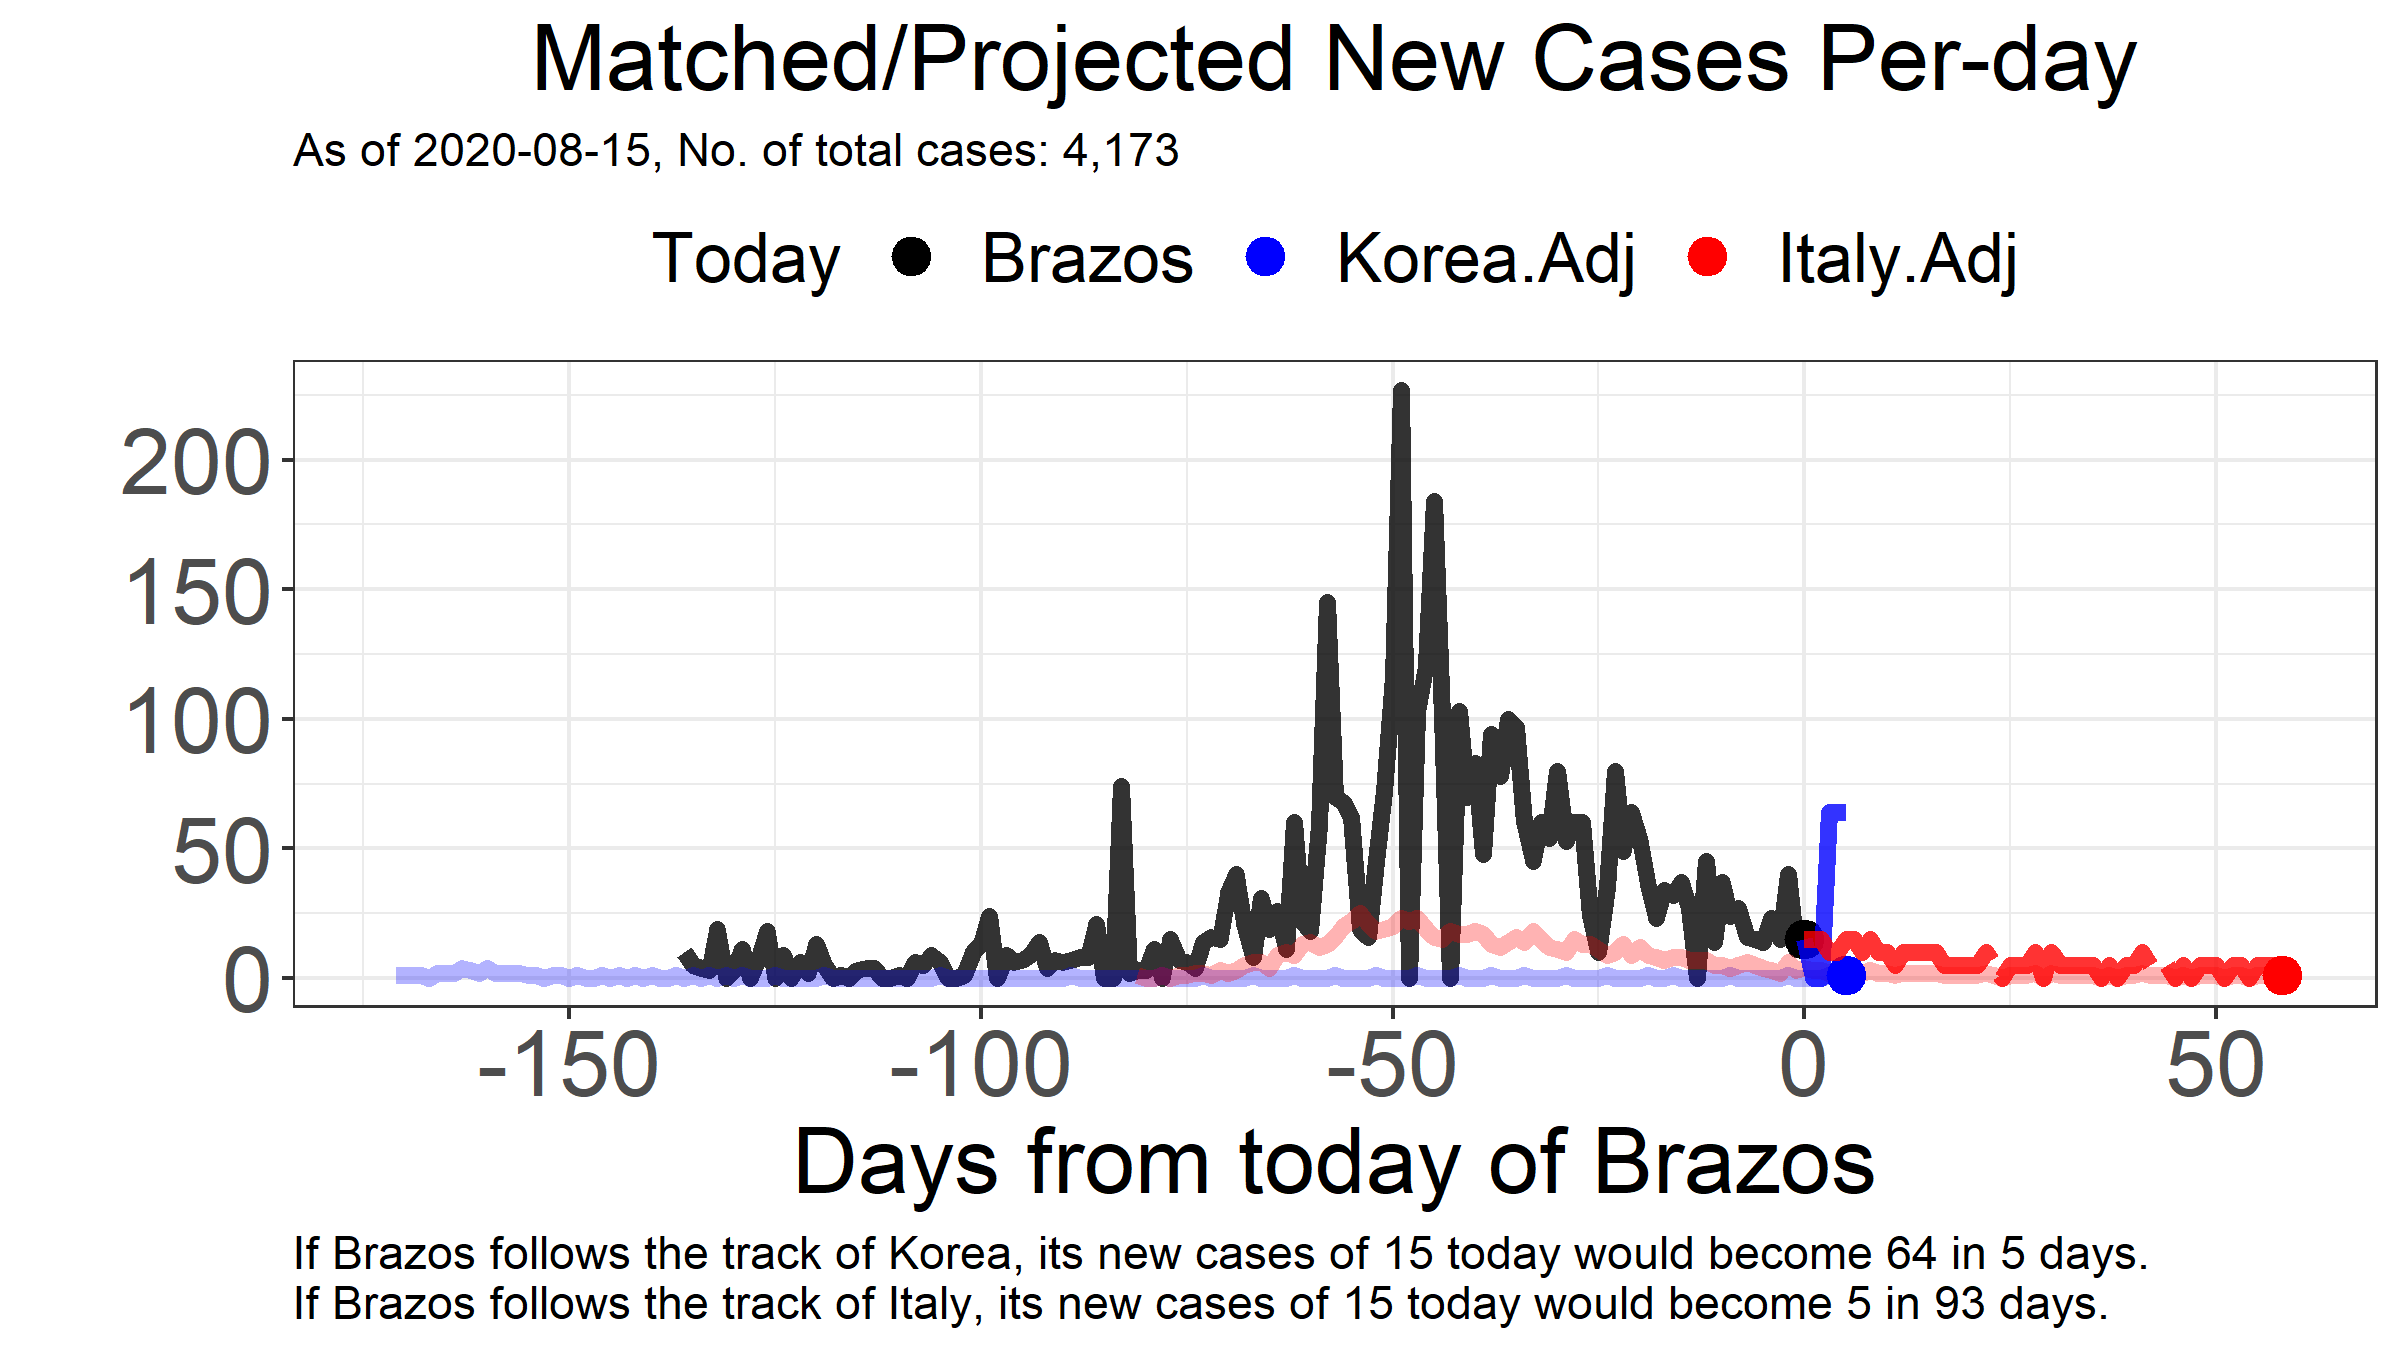 Matched/Projected New Cases Per-day
As of 2020-08-15, No. of total cases: 4,173
Today Brazos Korea.Adj Italy.Adj
200
150
100
50
0
-150 -100 -50 0 50
Days from today of Brazos
If Brazos follows the track of Korea, its new cases of 15 today would become 64 in 5 days.
If Brazos follows the track of Italy, its new cases of 15 today would become 5 in 93 days.